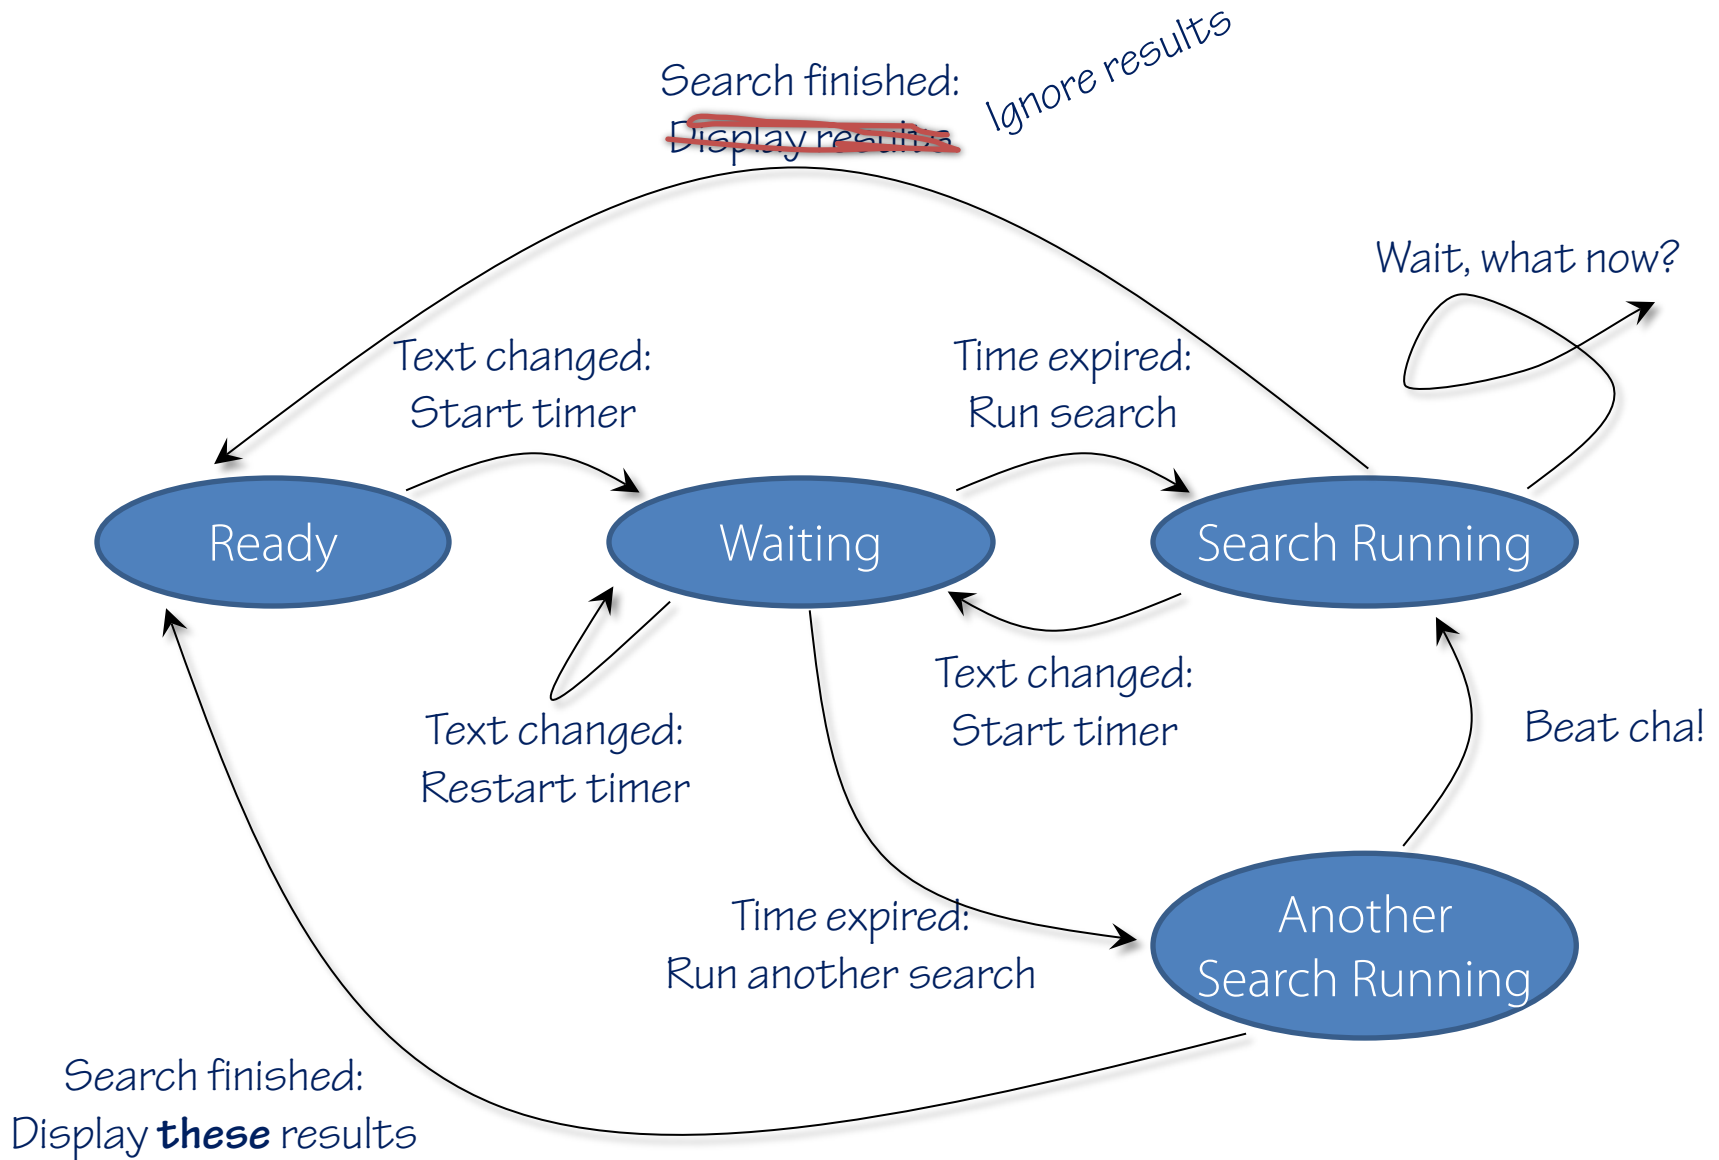 Search finished:
Display results
Ignore results
Wait, what now?
Text changed:
Start timer
Time expired:
Run search
Ready
Waiting
Search Running
Text changed:
Restart timer
Text changed:
Start timer
Beat cha!
Time expired:
Run another search
Another
Search Running
Search finished:
Display these results